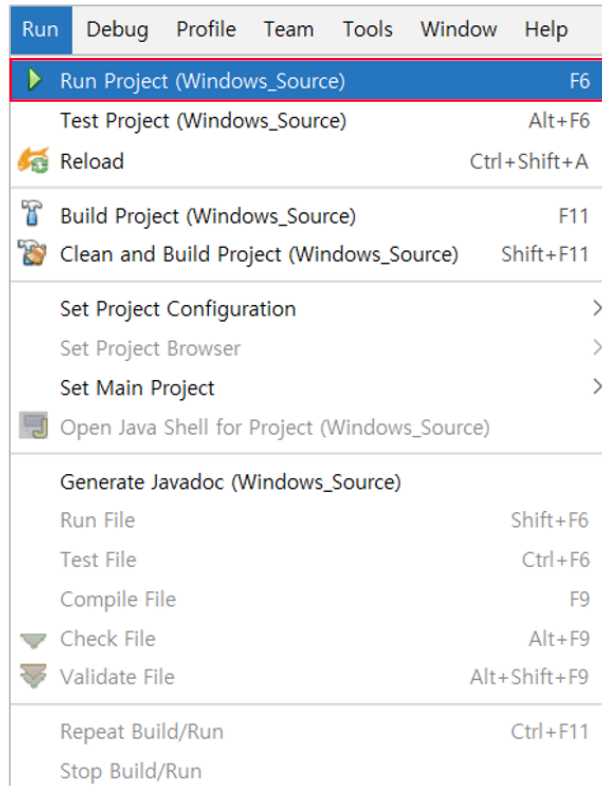 Run Debug Profile Team Tools Window Help
Run Project (Windows_Source) F6
Test Project (Windows_Source) Alt+F6
Reload Ctrl+Shift+A
Build Project (Windows_Source) F11
Clean and Build Project (Windows_Source) Shift+F11
Set Project Configuration
Set Project Browser
Set Main Project
Open Java Shell for Project (Windows_Source)
Generate Javadoc (Windows_Source)
Run File Shift+F6
Test File Ctrl+F6
Compile File F9
Check File Alt+F9
Validate File Alt+Shift+F9
Repeat Build/Run Ctrl+F11
Stop Build/Run